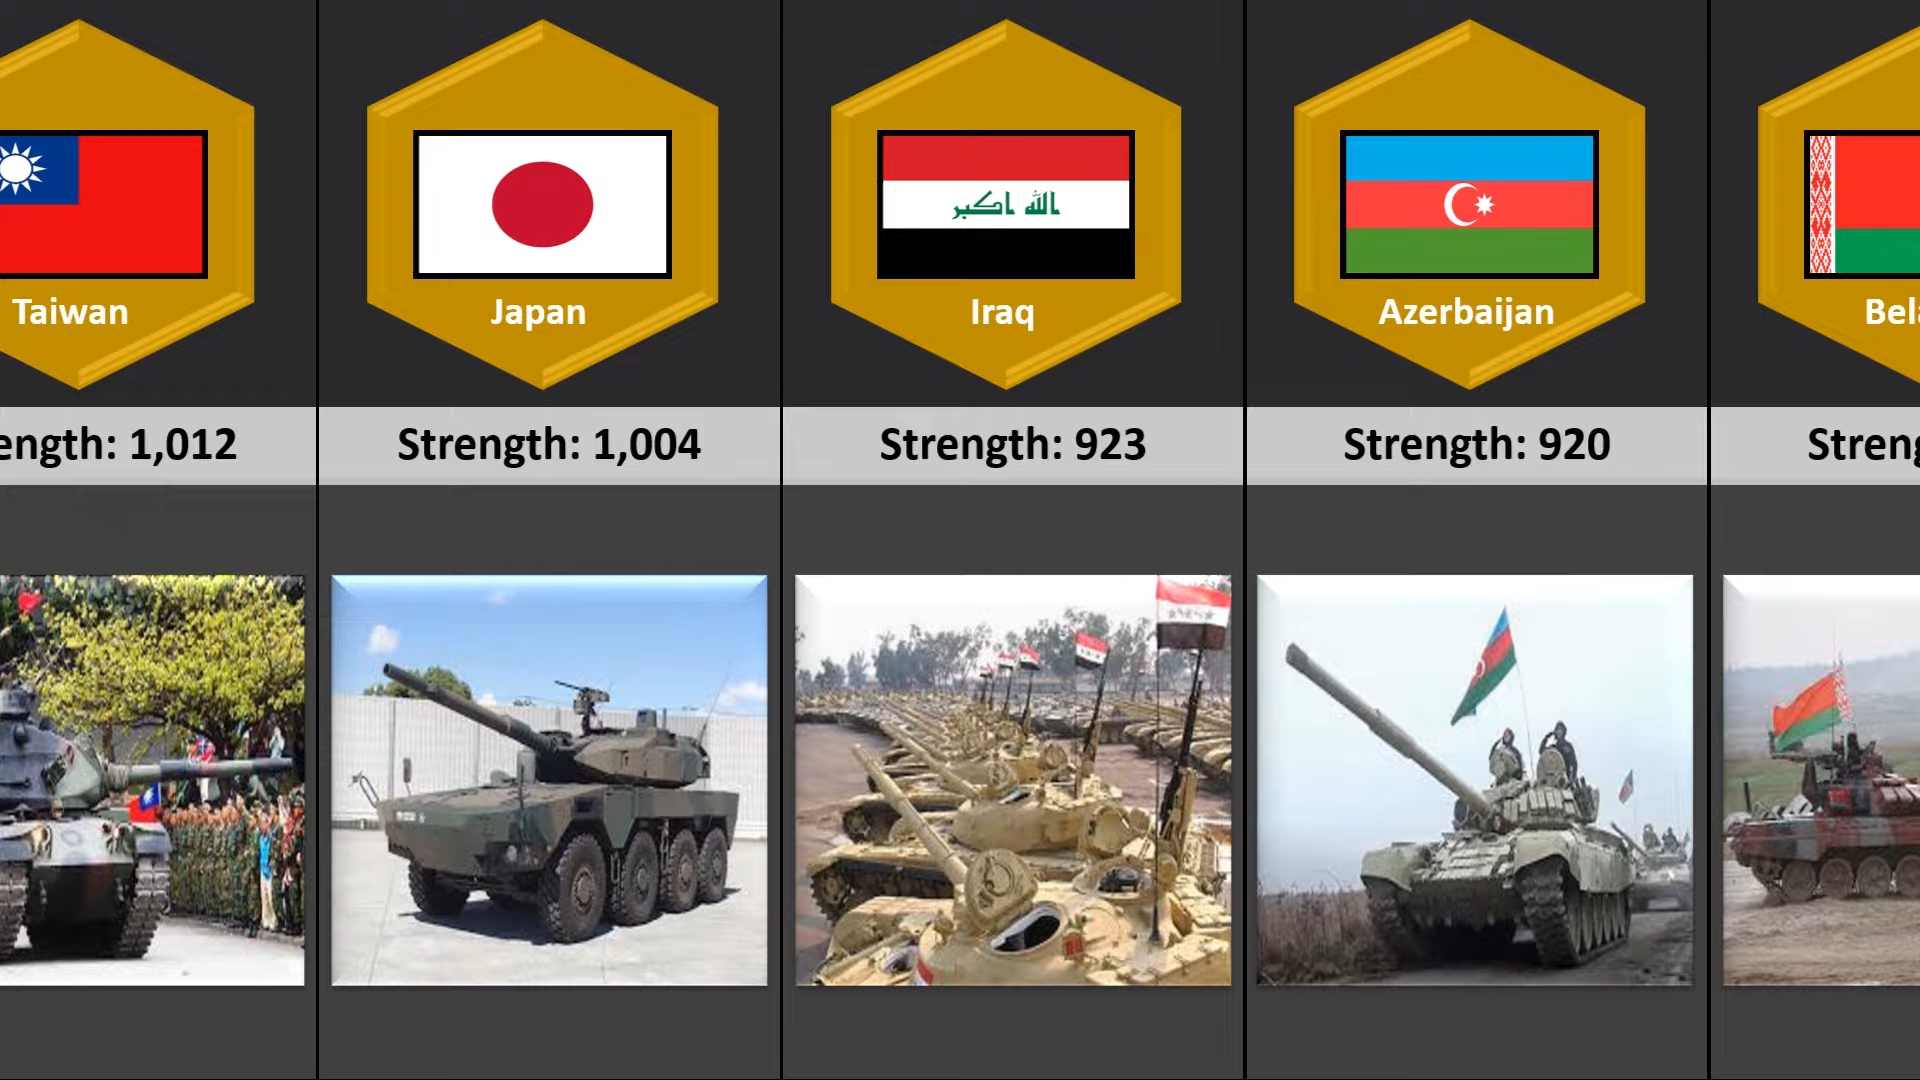 Taiwan
Japan
Iraq
Azerbaijan
الله اكبر
ength: 1,012
Strength: 1,004
Strength: 923
Strength: 920